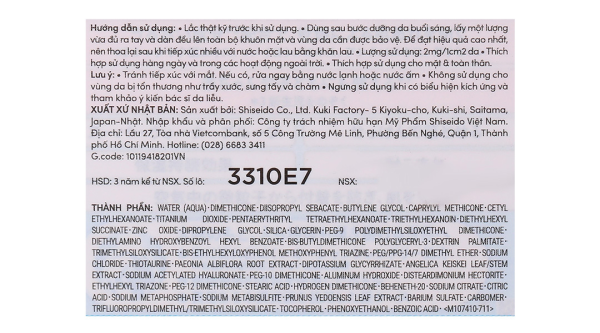 Hướng dẫn sử dụng: • Lắc thật kỹ trước khi sử dụng. • Dùng sau bước dưỡng da buổi sáng, lấy một lượng
vừa đủ ra tay và dàn đều lên toàn bộ khuôn mặt và vùng da cần được bảo vệ. Để đạt hiệu quả cao nhất,
nên thoa lại sau khi tiếp xúc nhiều với nước hoặc lau bằng khăn lau. • Lượng sử dụng: 2mg/1cm2 da • Thích
hợp sử dụng hàng ngày và trong các hoạt động ngoài trời. • Thích hợp sử dụng cho mặt & toàn thân.
Lưu ý: • Tránh tiếp xúc với mắt. Nếu có, rửa ngay bằng nước lạnh hoặc nước ấm • Không sử dụng cho
vùng da bị tổn thương như trầy xước, sưng tấy và chàm • Ngưng sử dụng khi có biểu hiện kích ứng và
tham khảo ý kiến bác sĩ da liễu.
XUẤT XỨ NHẬT BẢN: Sản xuất bởi: Shiseido Co., Ltd. Kuki Factory- 5 Kiyoku-cho, Kuki-shi, Saitama,
Japan-Nhật. Nhập khẩu và phân phối: Công ty trách nhiệm hữu hạn Mỹ Phẩm Shiseido Việt Nam.
Địa chỉ: Lầu 27, Tòa nhà Vietcombank, số 5 Công Trường Mê Linh, Phường Bến Nghé, Quận 1, Thành
phố Hồ Chí Minh. Hotline: (028) 6683 3411
G.code: 10119418201VN
HSD: 3 năm kể từ NSX. Số lô: 3310E7 NSX:
THÀNH PHẦN: WATER (AQUA)·DIMETHICONE·DIISOPROPYL SEBACATE·BUTYLENE GLYCOL·CAPRYLYL METHICONE·CETYL
ETHYLHEXANOATE·TITANIUM DIOXIDE·PENTAERYTHRITYL TETRAETHYLHEXANOATE·TRIETHYLHEXANOIN·DIETHYLHEXYL
SUCCINATE·ZINC OXIDE·DIPROPYLENE GLYCOL·SILICA·GLYCERIN·PEG-9 POLYDIMETHYLSILOXYETHYL DIMETHICONE·
DIETHYLAMINO HYDROXYBENZOYL HEXYL BENZOATE·BIS-BUTYLDIMETHICONE POLYGLYCERYL-3·DEXTRIN PALMITATE·
TRIMETHYLSILOXYSILICATE·BIS-ETHYLHEXYLOXYPHENOL METHOXYPHENYL TRIAZINE·PEG/PPG-14/7 DIMETHYL ETHER·SODIUM
CHLORIDE·THIOTAURINE·PAEONIA ALBIFLORA ROOT EXTRACT·DIPOTASSIUM GLYCYRRHIZATE·ANGELICA KEISKEI LEAF/STEM
EXTRACT·SODIUM ACETYLATED HYALURONATE·PEG-10 DIMETHICONE·ALUMINUM HYDROXIDE·DISTEARDIMONIUM HECTORITE·
ETHYLHEXYL TRIAZONE·PEG-12 DIMETHICONE·STEARIC ACID·HYDROGEN DIMETHICONE·BEHENETH-20·SODIUM CITRATE·CITRIC
ACID·SODIUM METAPHOSPHATE·SODIUM METABISULFITE·PRUNUS YEDOENSIS LEAF EXTRACT·BARIUM SULFATE·CARBOMER·
TRIFLUOROPROPYLDIMETHYL/TRIMETHYLSILOXYSILICATE·TOCOPHEROL·PHENOXYETHANOL·BENZOIC ACID·<M107410-711>